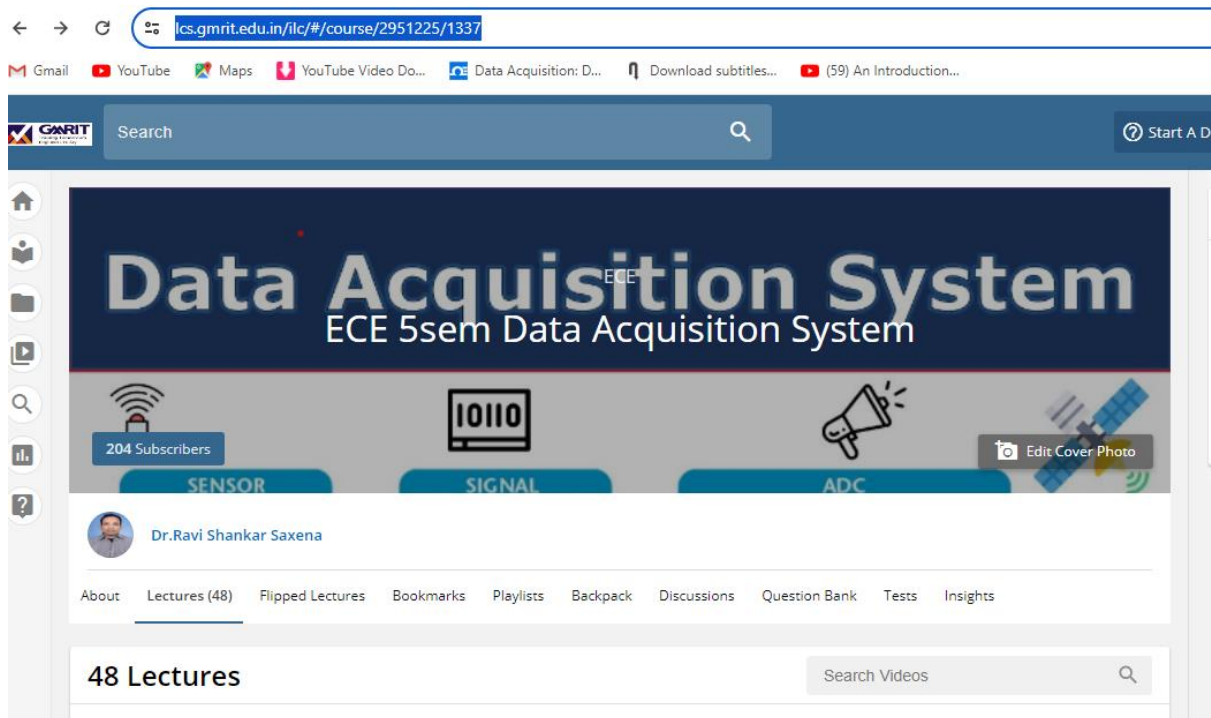 lcs.gmrit.edu.in/ilc/#/course/2951225/1337
Gmail YouTube Maps YouTube Video Do... Data Acquisition: D... Download subtitles... (59) An Introduction...
GMRIT Search Start A D
Data Acquisition System
ECE
ECE 5sem Data Acquisition System
10110
204 Subscribers
Edit Cover Photo
SENSOR SIGNAL ADC
Dr.Ravi Shankar Saxena
About Lectures (48) Flipped Lectures Bookmarks Playlists Backpack Discussions Question Bank Tests Insights
48 Lectures Search Videos